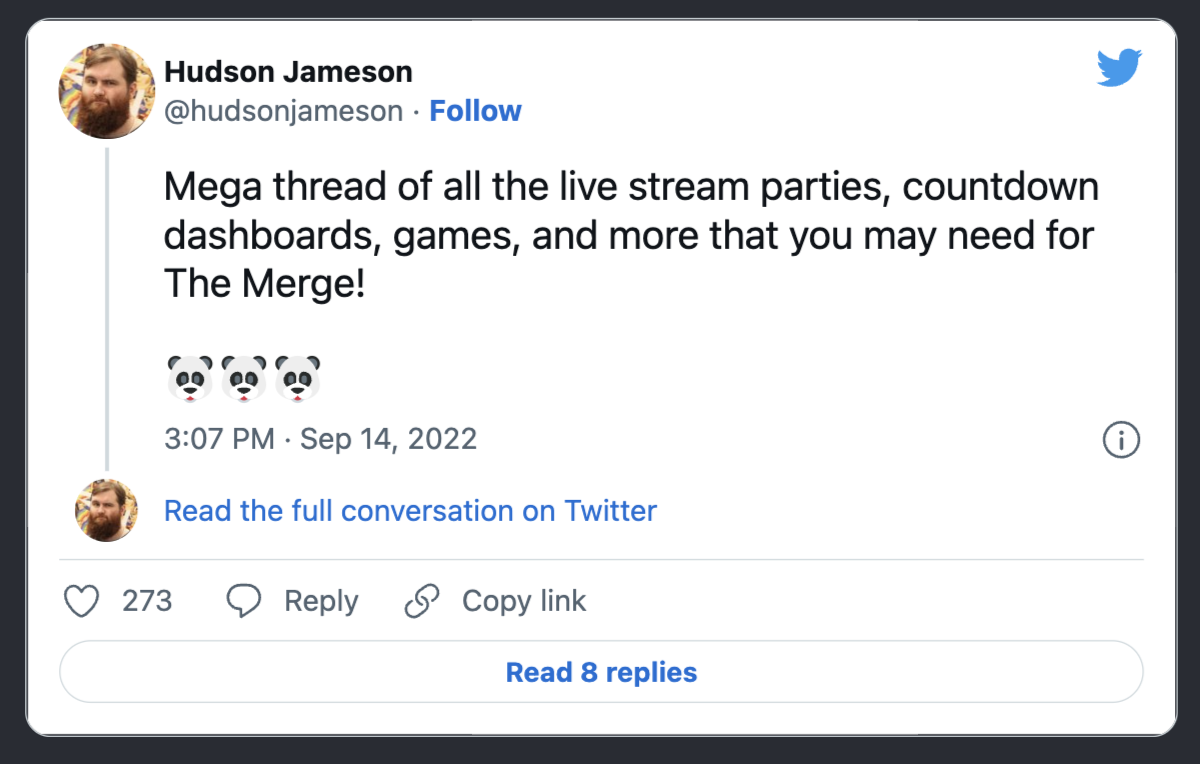 Hudson Jameson
@hudsonjameson · Follow
Mega thread of all the live stream parties, countdown
dashboards, games, and more that you may need for
The Merge!
🐼🐼🐼
3:07 PM · Sep 14, 2022
Read the full conversation on Twitter
273 Reply Copy link
Read 8 replies